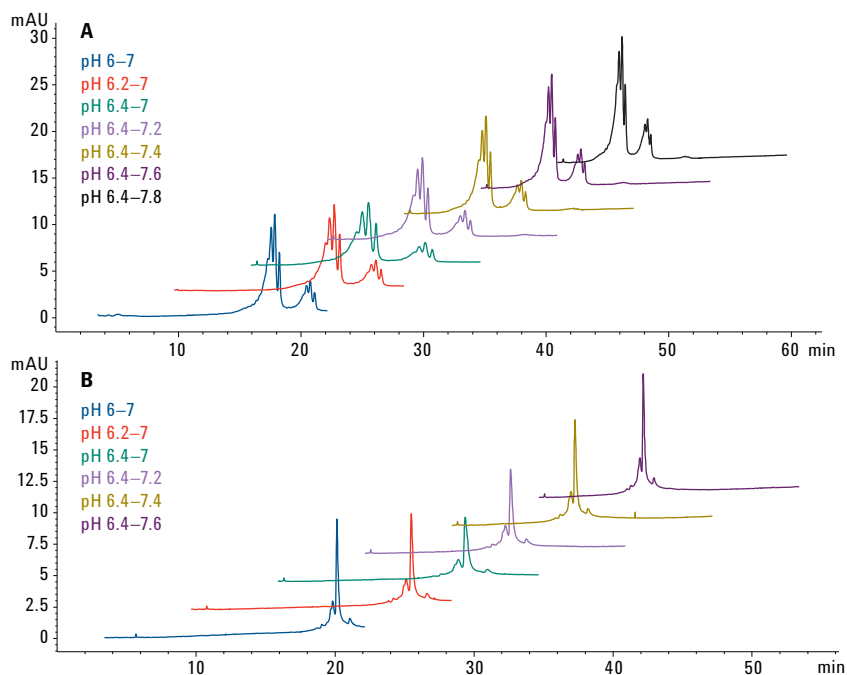 mAU
A
30
pH 6–7
pH 6.2–7
25
pH 6.4–7
pH 6.4–7.2
20
pH 6.4–7.4
pH 6.4–7.6
15
pH 6.4–7.8
10
5
0
10 20 30 40 50 60 min
mAU
B
20
pH 6–7
17.5
pH 6.2–7
pH 6.4–7
15
pH 6.4–7.2
12.5
pH 6.4–7.4
pH 6.4–7.6
10
7.5
5
2.5
0
10 20 30 40 50 min